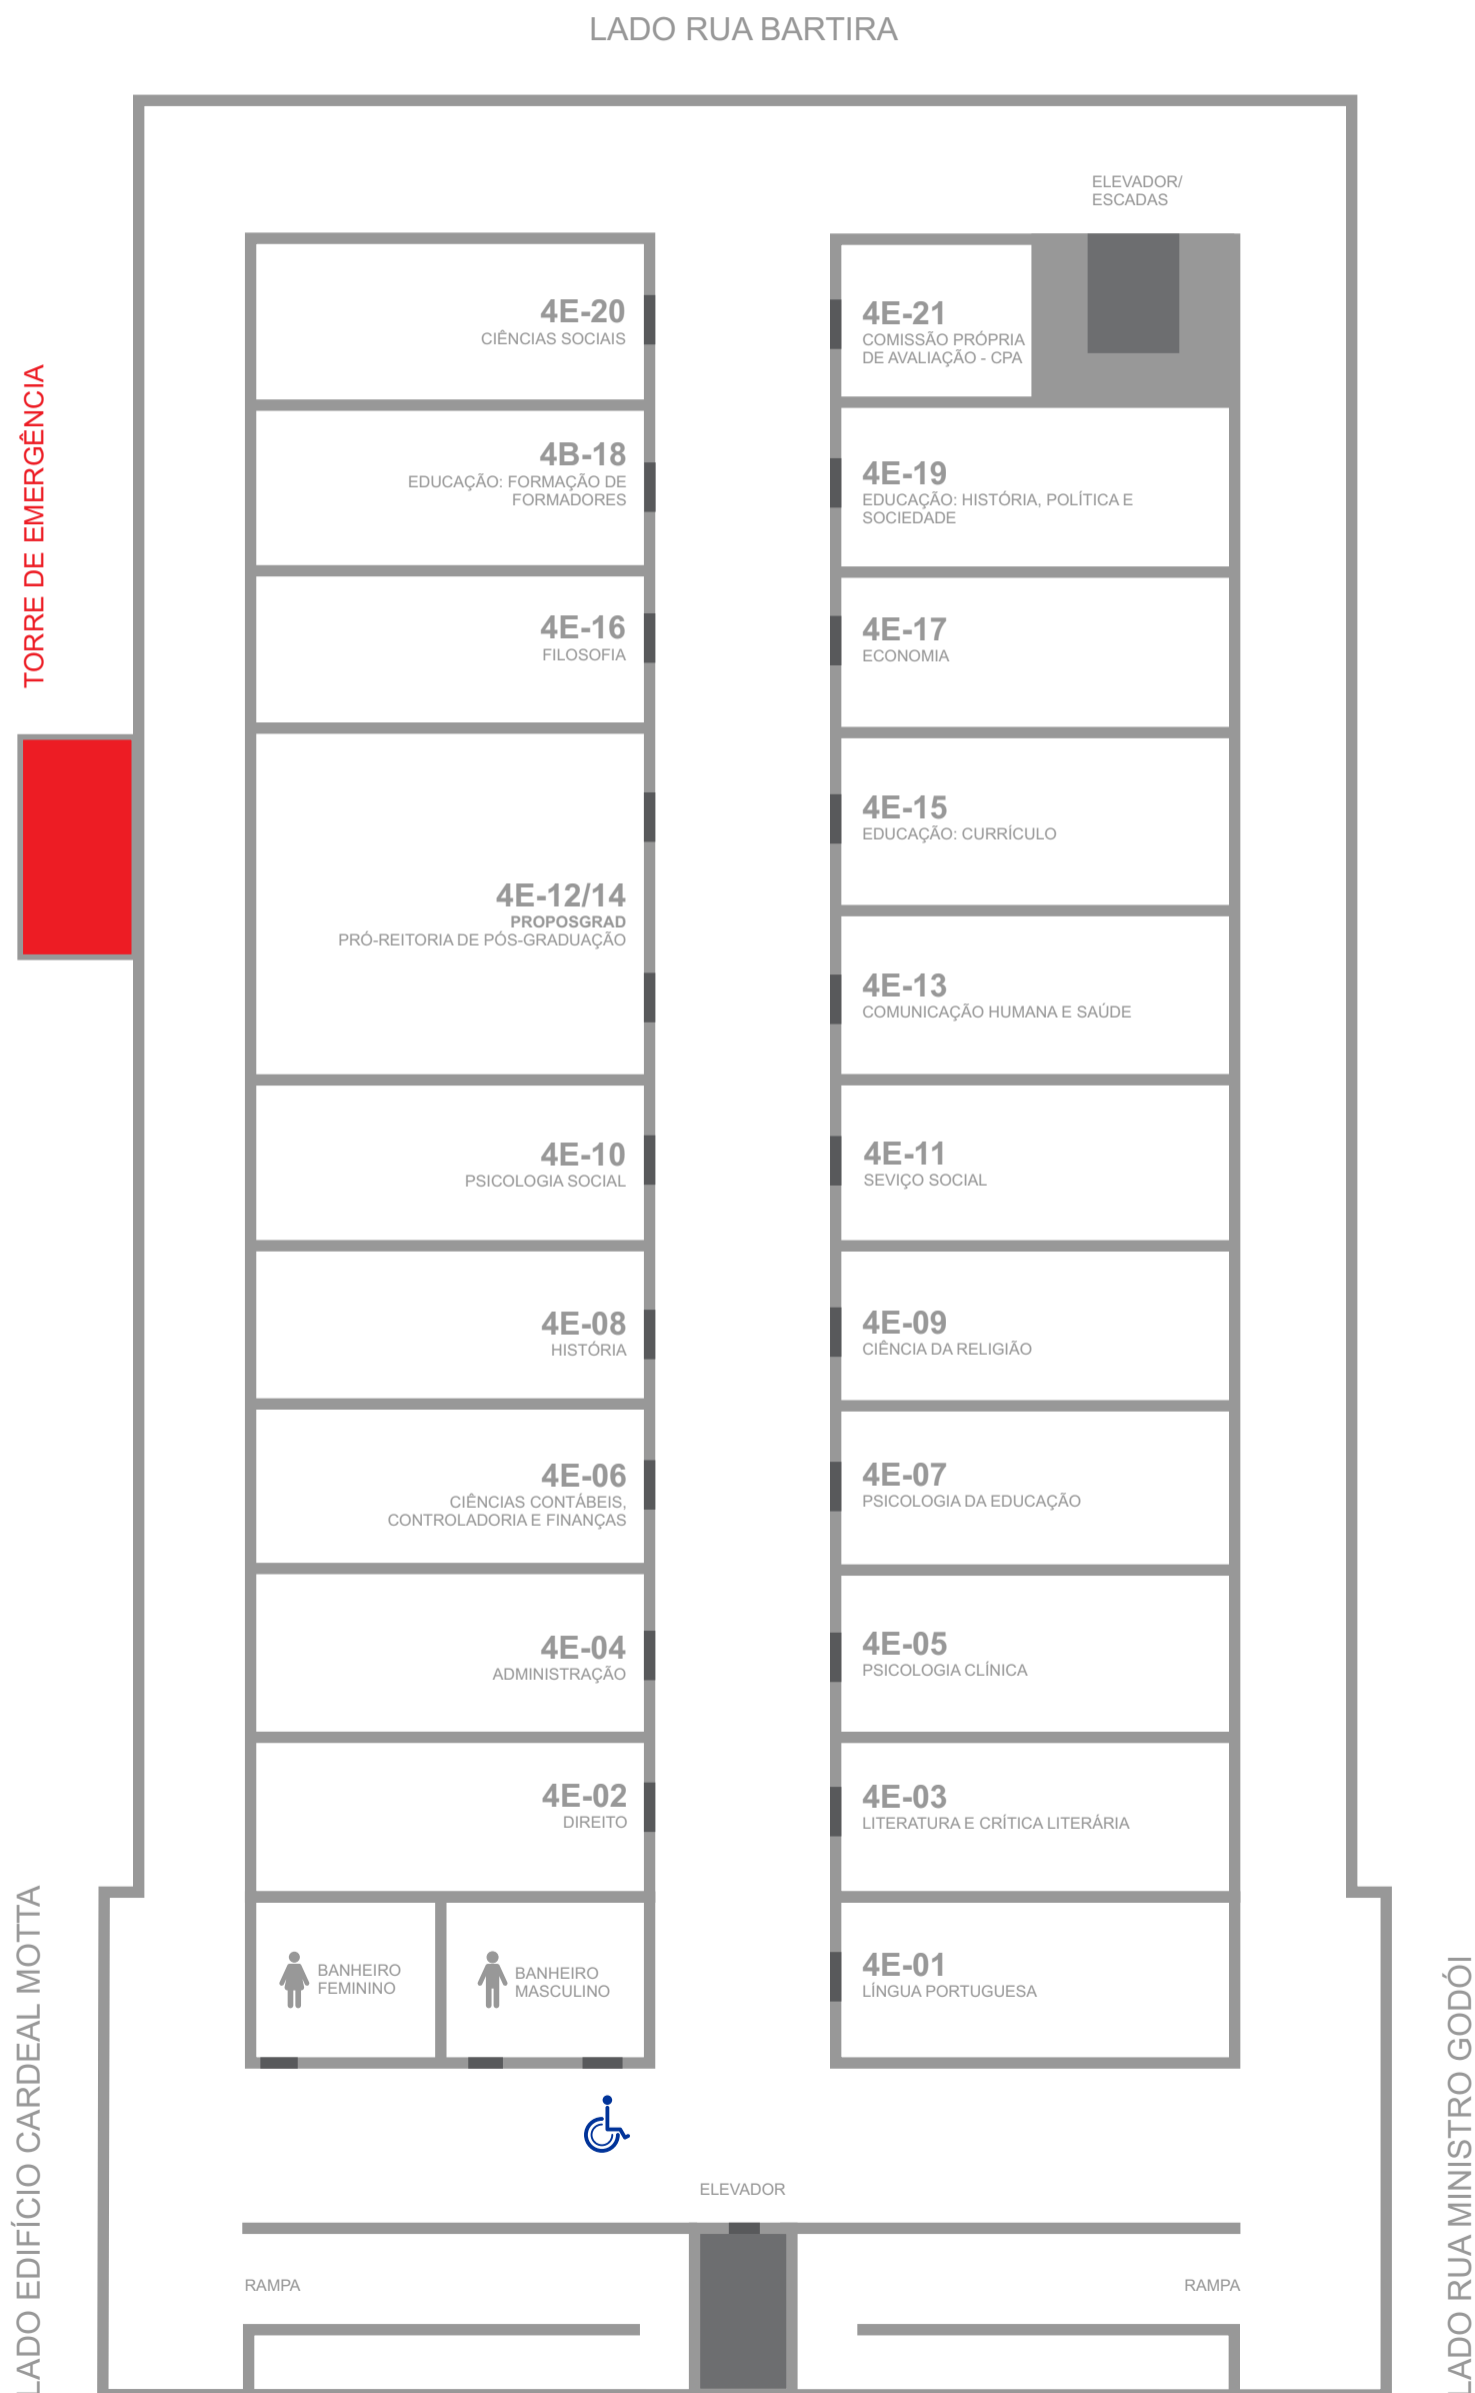 LADO RUA BARTIRA
ELEVADOR/
ESCADAS
4E-20
CIÊNCIAS SOCIAIS
4E-21
COMISSÃO PRÓPRIA
DE AVALIAÇÃO - CPA
TORRE DE EMERGÊNCIA
4B-18
EDUCAÇÃO: FORMAÇÃO DE
FORMADORES
4E-19
EDUCAÇÃO: HISTÓRIA, POLÍTICA E
SOCIEDADE
4E-16
FILOSOFIA
4E-17
ECONOMIA
4E-15
EDUCAÇÃO: CURRÍCULO
4E-12/14
PROPOSGRAD
PRÓ-REITORIA DE PÓS-GRADUAÇÃO
4E-13
COMUNICAÇÃO HUMANA E SAÚDE
4E-10
PSICOLOGIA SOCIAL
4E-11
SEVIÇO SOCIAL
4E-08
HISTÓRIA
4E-09
CIÊNCIA DA RELIGIÃO
4E-06
CIÊNCIAS CONTÁBEIS,
CONTROLADORIA E FINANÇAS
4E-07
PSICOLOGIA DA EDUCAÇÃO
4E-04
ADMINISTRAÇÃO
4E-05
PSICOLOGIA CLÍNICA
4E-02
DIREITO
4E-03
LITERATURA E CRÍTICA LITERÁRIA
BANHEIRO
FEMININO
BANHEIRO
MASCULINO
4E-01
LÍNGUA PORTUGUESA
LADO EDIFÍCIO CARDEAL MOTTA
LADO RUA MINISTRO GODÓI
ELEVADOR
RAMPA
RAMPA